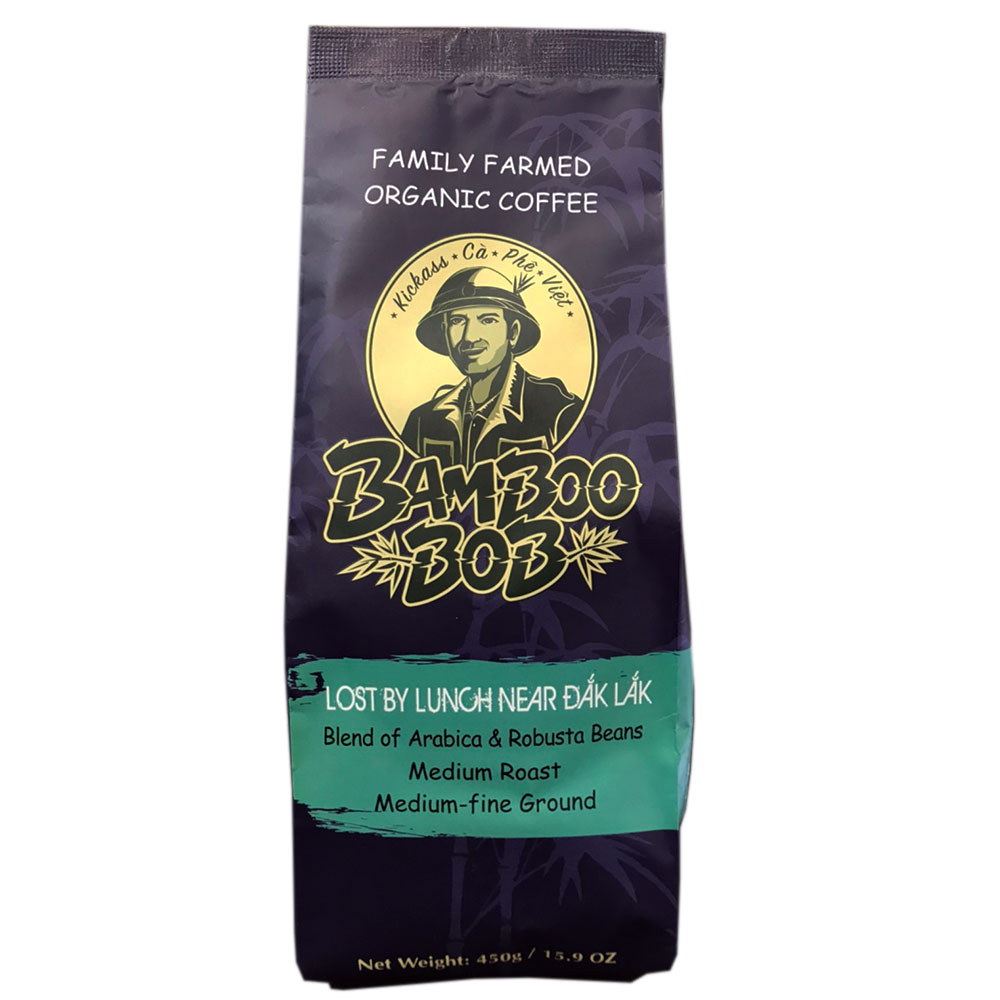 FAMILY FARMED
ORGANIC COFFEE
Kickass ★ Cà ★ Phê ★ Việt
BAMBOO
BOB
LOST BY LUNCH NEAR ĐẮK LẮK
Blend of Arabica & Robusta Beans
Medium Roast
Medium-fine Ground
Net Weight: 450g / 15.9 OZ